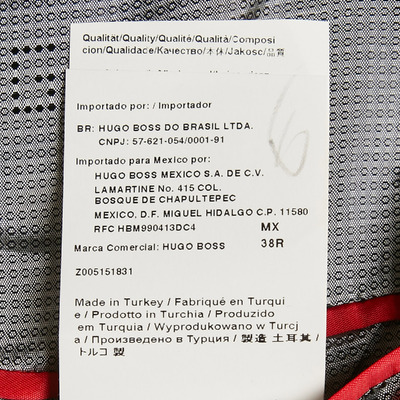 Qualität/Quality/Qualité/Qualità/Composi
cion/Qualidade/Качество/木休/Jakosc/品質
Importado por: / Importador
BR: HUGO BOSS DO BRASIL LTDA.
CNPJ: 57-621-054/0001-91
Importado para Mexico por:
HUGO BOSS MEXICO S.A. DE C.V.
LAMARTINE No. 415 COL.
BOSQUE DE CHAPULTEPEC
MEXICO, D.F. MIGUEL HIDALGO C.P. 11580
RFC HBM990413DC4 MX
Marca Comercial: HUGO BOSS 38R
Z005151831
Made in Turkey / Fabriqué en Turqui
e / Prodotto in Turchia / Produzido
em Turquia / Wyprodukowano w Turcj
a / Произведено в Турции / 製造 土耳其 /
トルコ 製